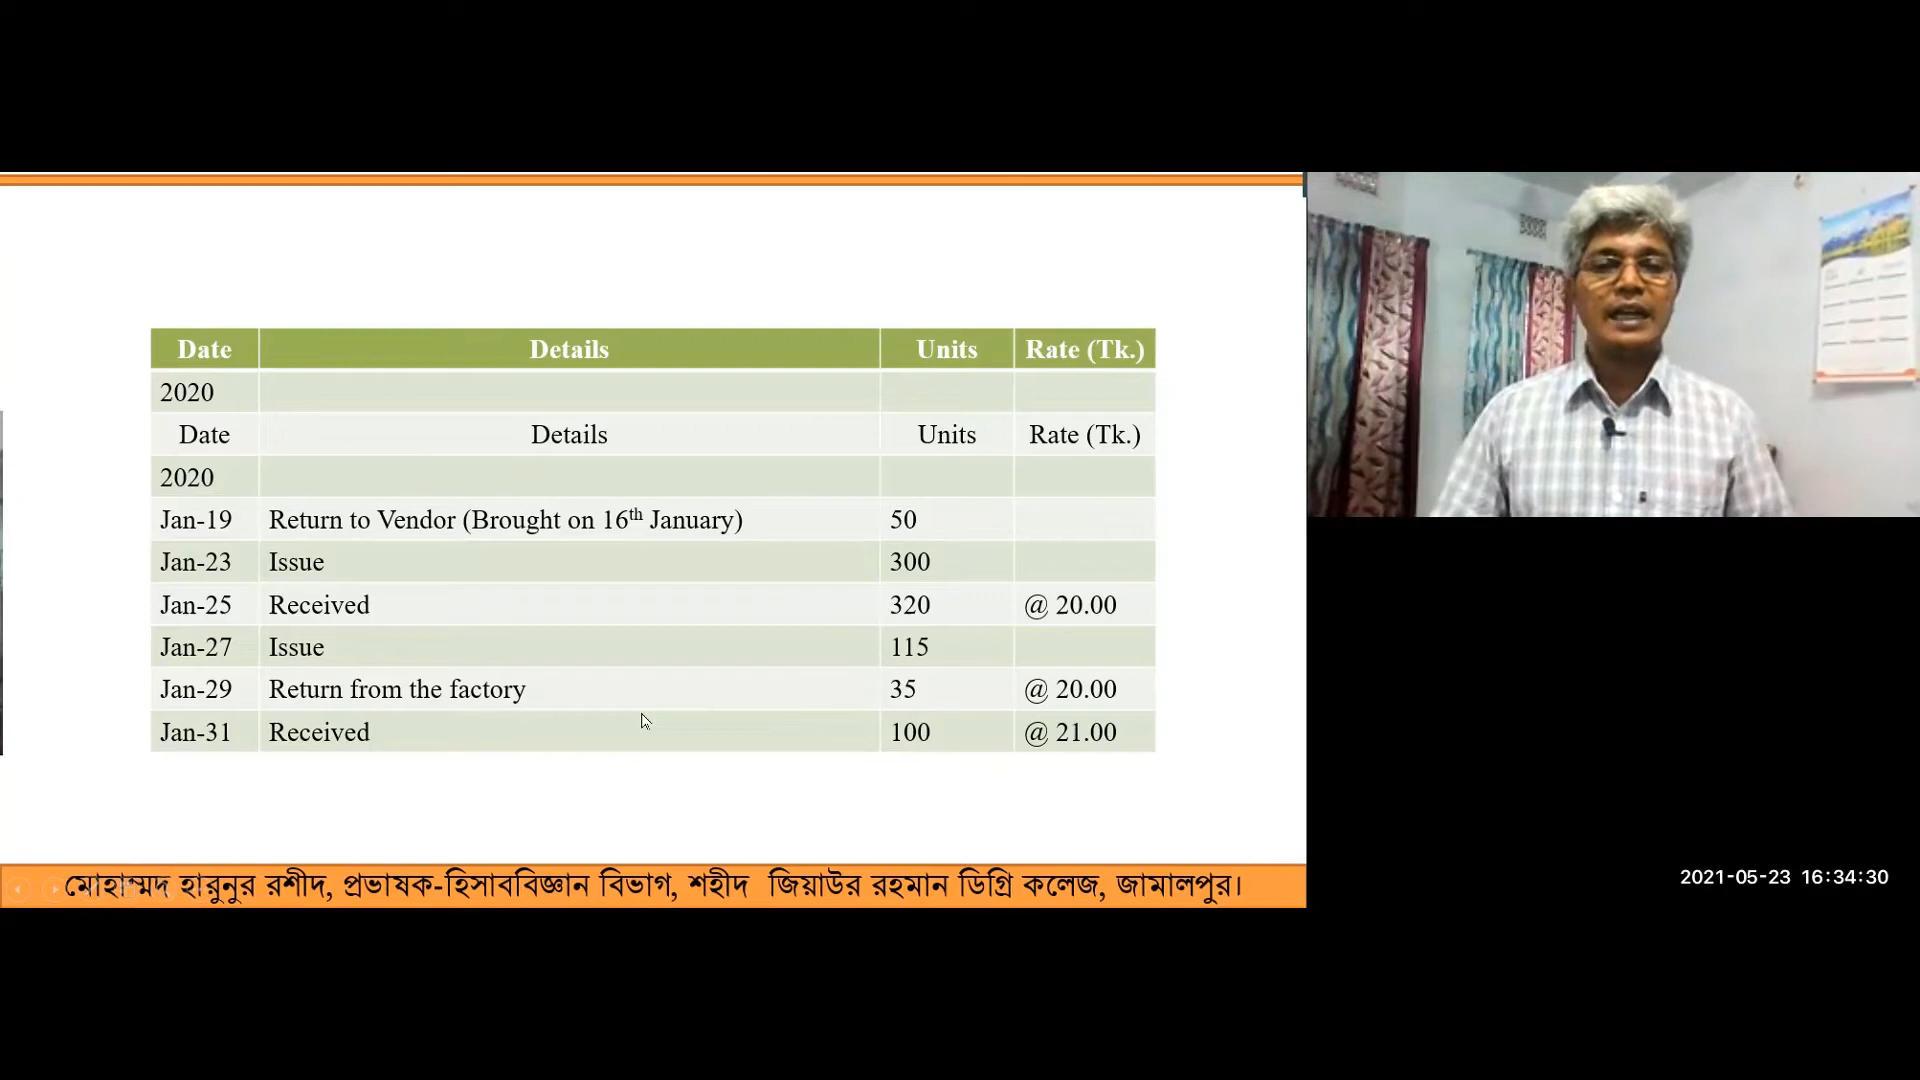 Date Details Units Rate (Tk.)
2020
Date Details Units Rate (Tk.)
2020
Jan-19 Return to Vendor (Brought on 16th January) 50
Jan-23 Issue 300
Jan-25 Received 320 @ 20.00
Jan-27 Issue 115
Jan-29 Return from the factory 35 @ 20.00
Jan-31 Received 100 @ 21.00
মোহাম্মদ হারুনুর রশীদ, প্রভাষক-হিসাববিজ্ঞান বিভাগ, শহীদ জিয়াউর রহমান ডিগ্রি কলেজ, জামালপুর।
2021-05-23 16:34:30